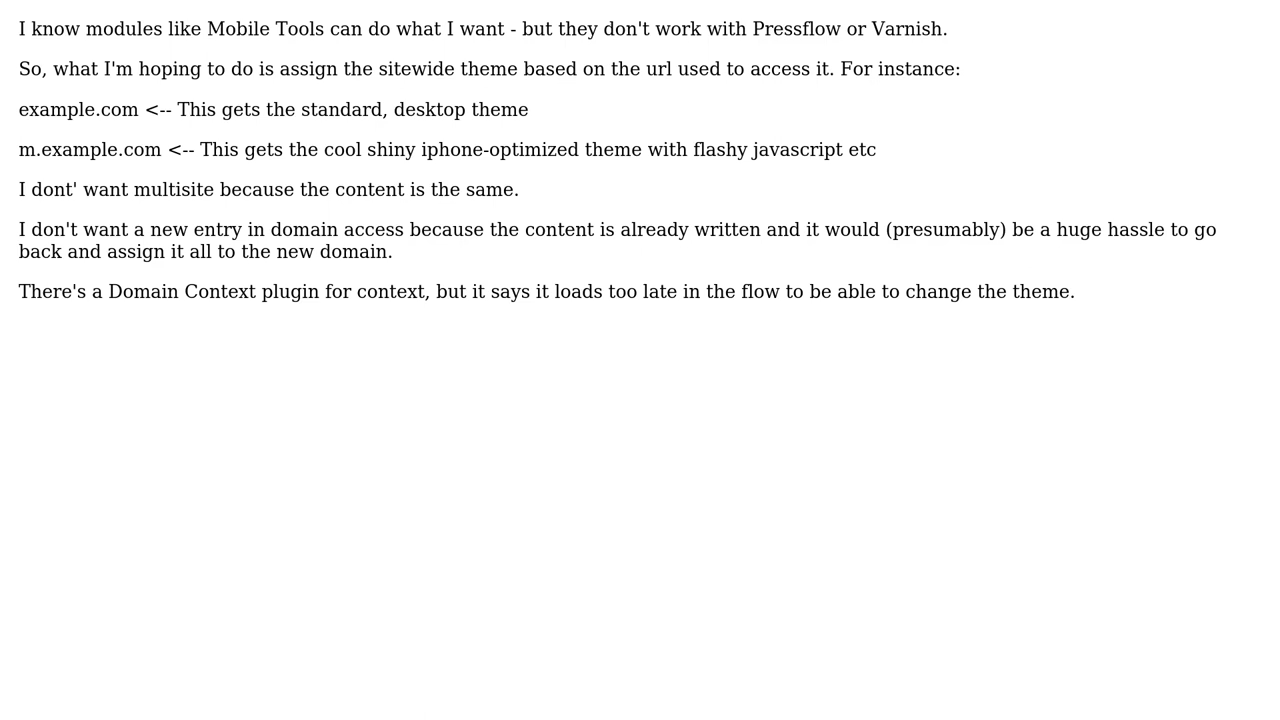 I know modules like Mobile Tools can do what I want - but they don't work with Pressflow or Varnish.
So, what I'm hoping to do is assign the sitewide theme based on the url used to access it. For instance:
example.com <-- This gets the standard, desktop theme
m.example.com <-- This gets the cool shiny iphone-optimized theme with flashy javascript etc
I dont' want multisite because the content is the same.
I don't want a new entry in domain access because the content is already written and it would (presumably) be a huge hassle to go
back and assign it all to the new domain.
There's a Domain Context plugin for context, but it says it loads too late in the flow to be able to change the theme.